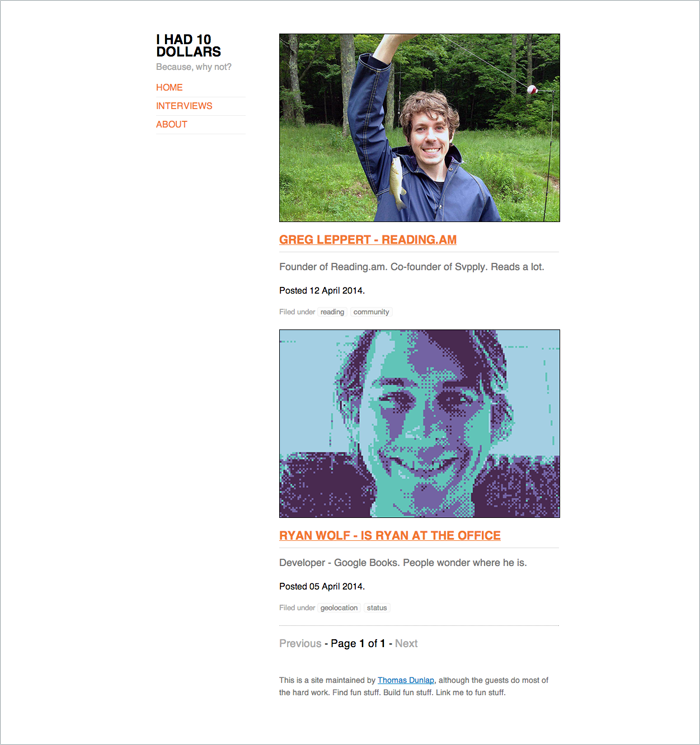 I HAD 10
DOLLARS
Because, why not?
HOME
INTERVIEWS
ABOUT
GREG LEPPERT - READING.AM
Founder of Reading.am. Co-founder of Svpply. Reads a lot.
Posted 12 April 2014.
Filed under reading community
RYAN WOLF - IS RYAN AT THE OFFICE
Developer - Google Books. People wonder where he is.
Posted 05 April 2014.
Filed under geolocation status
Previous - Page 1 of 1 - Next
This is a site maintained by Thomas Dunlap, although the guests do most of
the hard work. Find fun stuff. Build fun stuff. Link me to fun stuff.